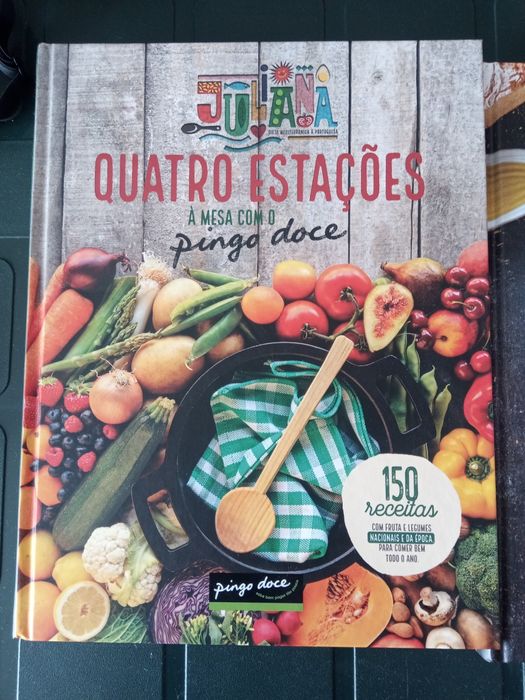 JULIANA
DIETA MEDITERRÂNICA À PORTUGUESA
QUATRO ESTAÇÕES
À MESA COM O
pingo doce
150
receitas
COM FRUTA E LEGUMES
NACIONAIS E DA ÉPOCA,
PARA COMER BEM
TODO O ANO.
pingo doce